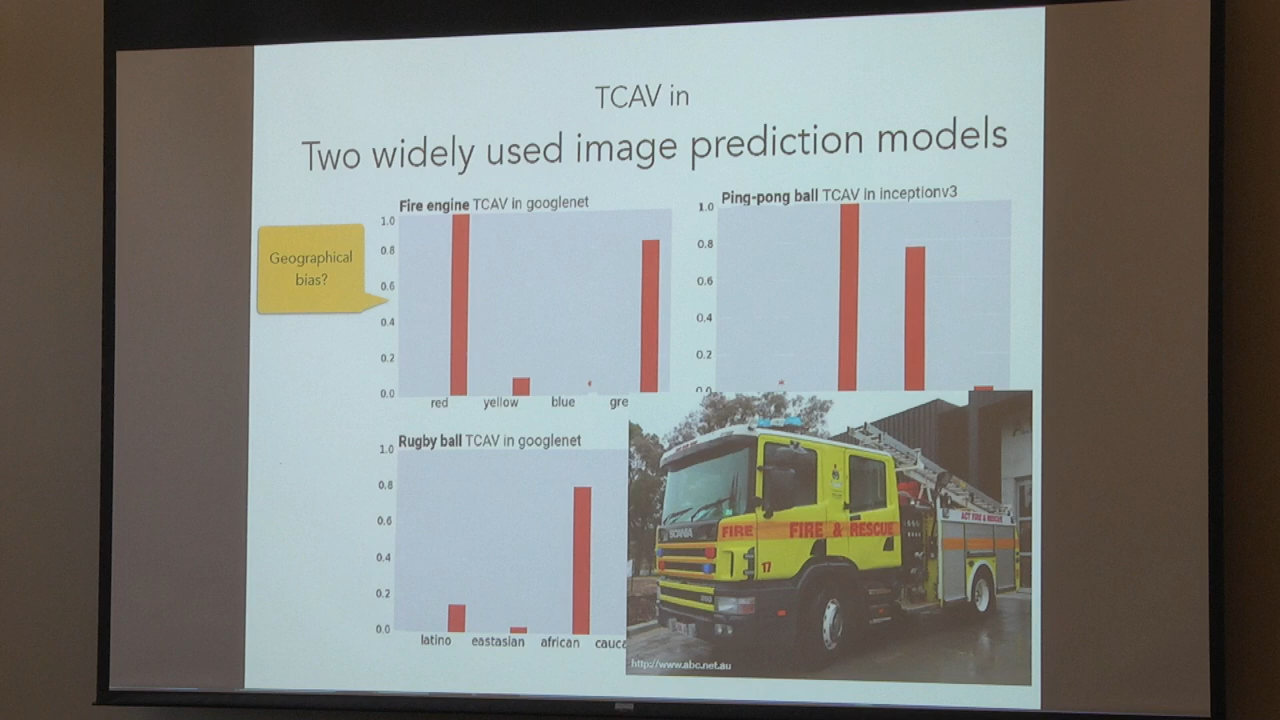 TCAV in
Two widely used image prediction models
Geographical
bias?
Fire engine TCAV in googlenet
1.0
0.8
0.6
0.4
0.2
0.0
red yellow blue gre
Ping-pong ball TCAV in inceptionv3
1.0
0.8
0.6
0.4
0.2
Rugby ball TCAV in googlenet
1.0
0.8
0.6
0.4
0.2
0.0
latino eastasian african cauca
SCANIA
FIRE
FIRE & RESCUE
17
ACT FIRE & RESCUE
http://www.abc.net.au